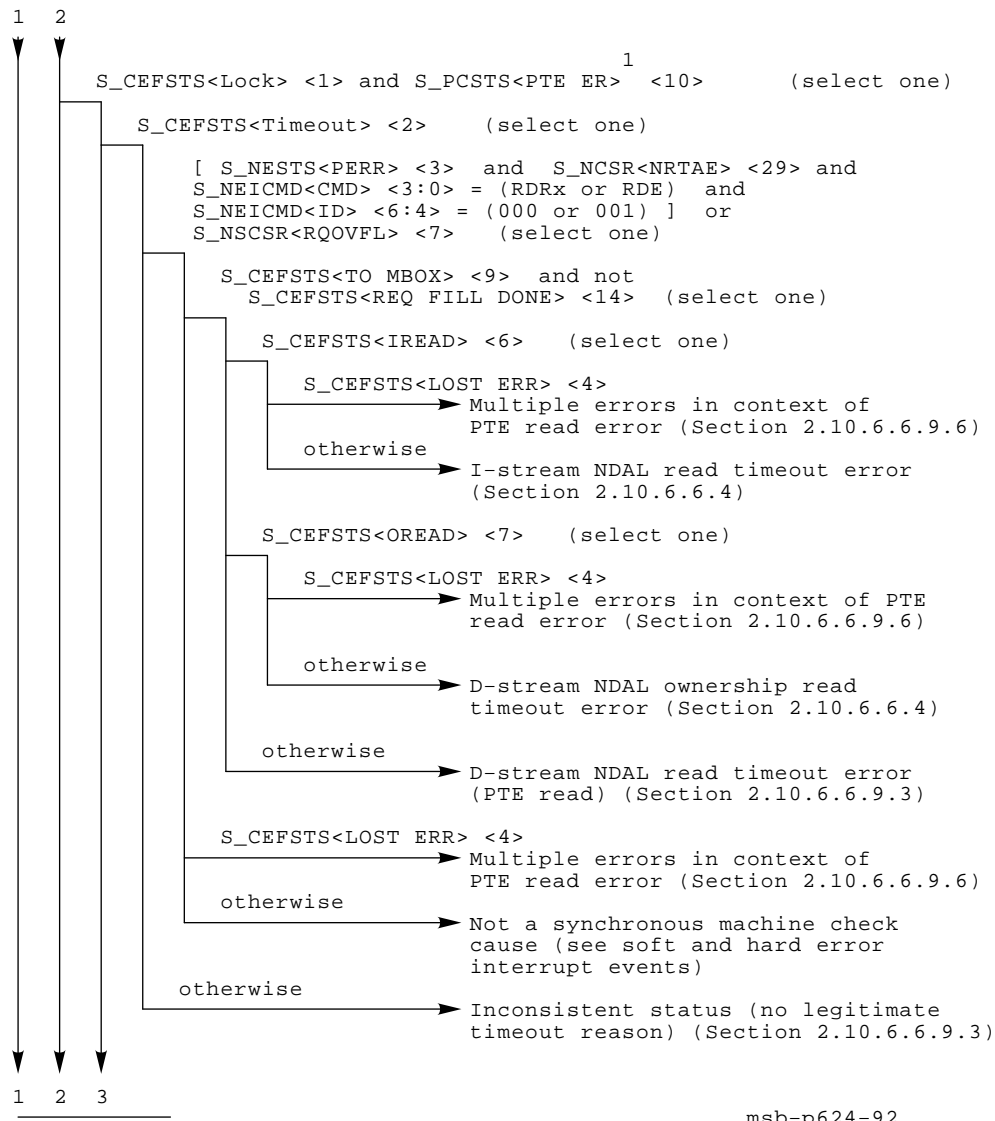 1 2
1
S_CEFSTS<Lock> <1> and S_PCSTS<PTE ER> <10> (select one)
S_CEFSTS<Timeout> <2> (select one)
[ S_NESTS<PERR> <3> and S_NCSR<NRTAE> <29> and
S_NEICMD<CMD> <3:0> = (RDRx or RDE) and
S_NEICMD<ID> <6:4> = (000 or 001) ] or
S_NSCSR<RQOVFL> <7> (select one)
S_CEFSTS<TO MBOX> <9> and not
S_CEFSTS<REQ FILL DONE> <14> (select one)
S_CEFSTS<IREAD> <6> (select one)
S_CEFSTS<LOST ERR> <4>
Multiple errors in context of
PTE read error (Section 2.10.6.6.9.6)
otherwise
I-stream NDAL read timeout error
(Section 2.10.6.6.4)
S_CEFSTS<OREAD> <7> (select one)
S_CEFSTS<LOST ERR> <4>
Multiple errors in context of PTE
read error (Section 2.10.6.6.9.6)
otherwise
D-stream NDAL ownership read
timeout error (Section 2.10.6.6.4)
otherwise
D-stream NDAL read timeout error
(PTE read) (Section 2.10.6.6.9.3)
S_CEFSTS<LOST ERR> <4>
Multiple errors in context of
PTE read error (Section 2.10.6.6.9.6)
otherwise
Not a synchronous machine check
cause (see soft and hard error
interrupt events)
otherwise
Inconsistent status (no legitimate
timeout reason) (Section 2.10.6.6.9.3)
1 2 3
msb-p624-92